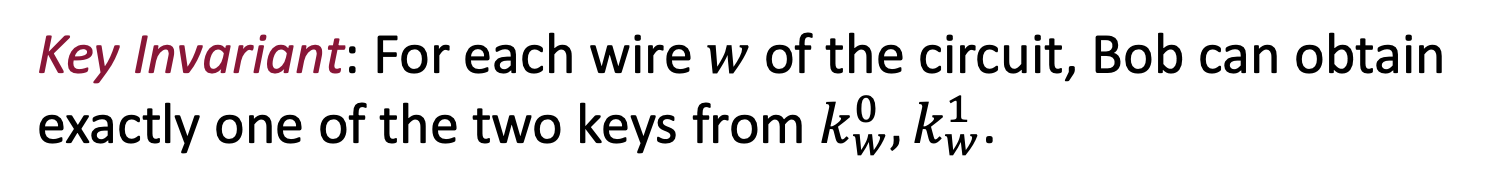 Key Invariant: For each wire w of the circuit, Bob can obtain
exactly one of the two keys from k_w^0, k_w^1.